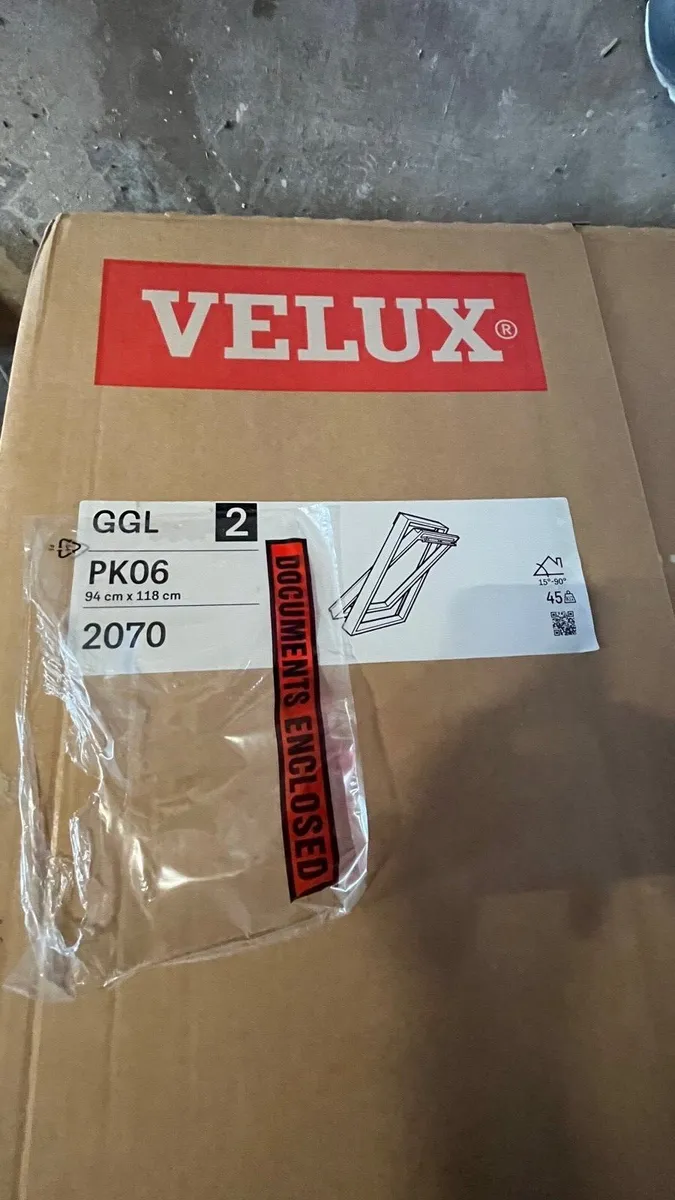 VELUX®
GGL 2
PK06
94 cm x 118 cm
2070
15°-90°
45
DOCUMENTS ENCLOSED